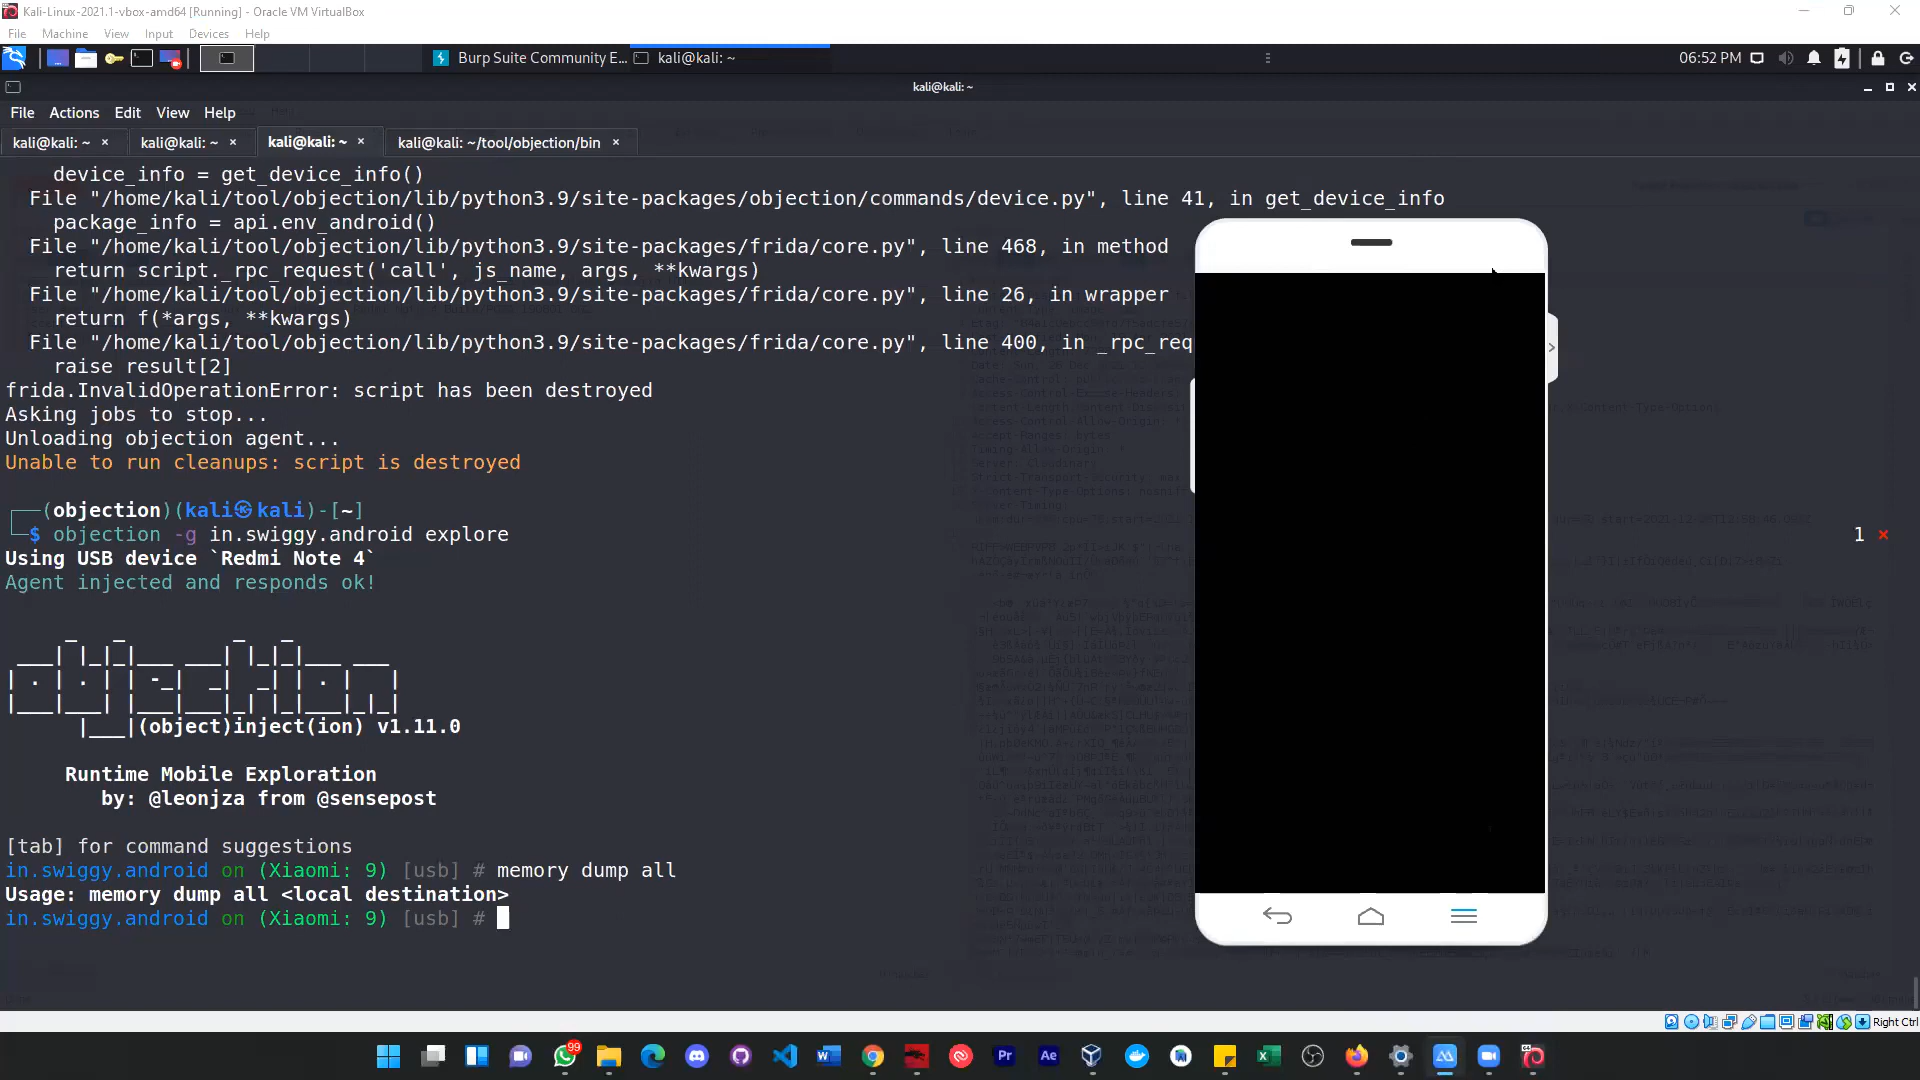 Kali-Linux-2021.1-vbox-amd64 [Running] - Oracle VM VirtualBox
File Machine View Input Devices Help
Burp Suite Community E... kali@kali: ~ 06:52 PM
kali@kali: ~
File Actions Edit View Help
kali@kali: ~ × kali@kali: ~ × kali@kali: ~ × kali@kali: ~/tool/objection/bin ×
device_info = get_device_info()
File "/home/kali/tool/objection/lib/python3.9/site-packages/objection/commands/device.py", line 41, in get_device_info
package_info = api.env_android()
File "/home/kali/tool/objection/lib/python3.9/site-packages/frida/core.py", line 468, in method
return script._rpc_request('call', js_name, args, **kwargs)
File "/home/kali/tool/objection/lib/python3.9/site-packages/frida/core.py", line 26, in wrapper
return f(*args, **kwargs)
File "/home/kali/tool/objection/lib/python3.9/site-packages/frida/core.py", line 400, in _rpc_req
raise result[2]
frida.InvalidOperationError: script has been destroyed
Asking jobs to stop...
Unloading objection agent...
Unable to run cleanups: script is destroyed
(objection)(kali㉿kali)-[~]
$ objection -g in.swiggy.android explore 1 ×
Using USB device `Redmi Note 4`
Agent injected and responds ok!
objection
(object)inject(ion) v1.11.0
Runtime Mobile Exploration
by: @leonjza from @sensepost
[tab] for command suggestions
in.swiggy.android on (Xiaomi: 9) [usb] # memory dump all
Usage: memory dump all <local destination>
in.swiggy.android on (Xiaomi: 9) [usb] #
Right Ctrl
99
Pr Ae